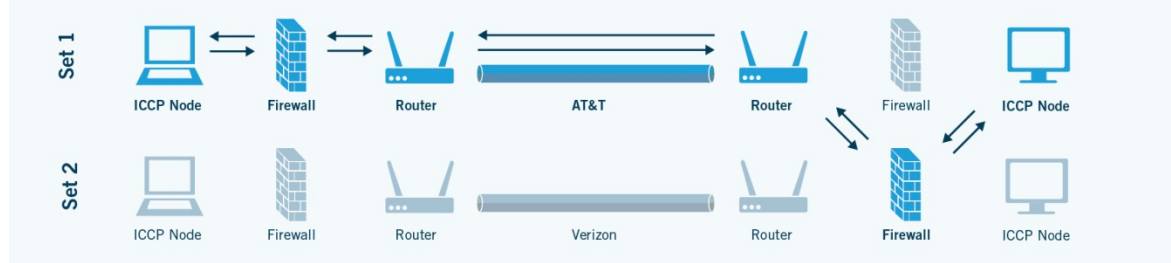 Set 1
ICCP Node Firewall Router AT&T Router Firewall ICCP Node
Set 2
ICCP Node Firewall Router Verizon Router Firewall ICCP Node